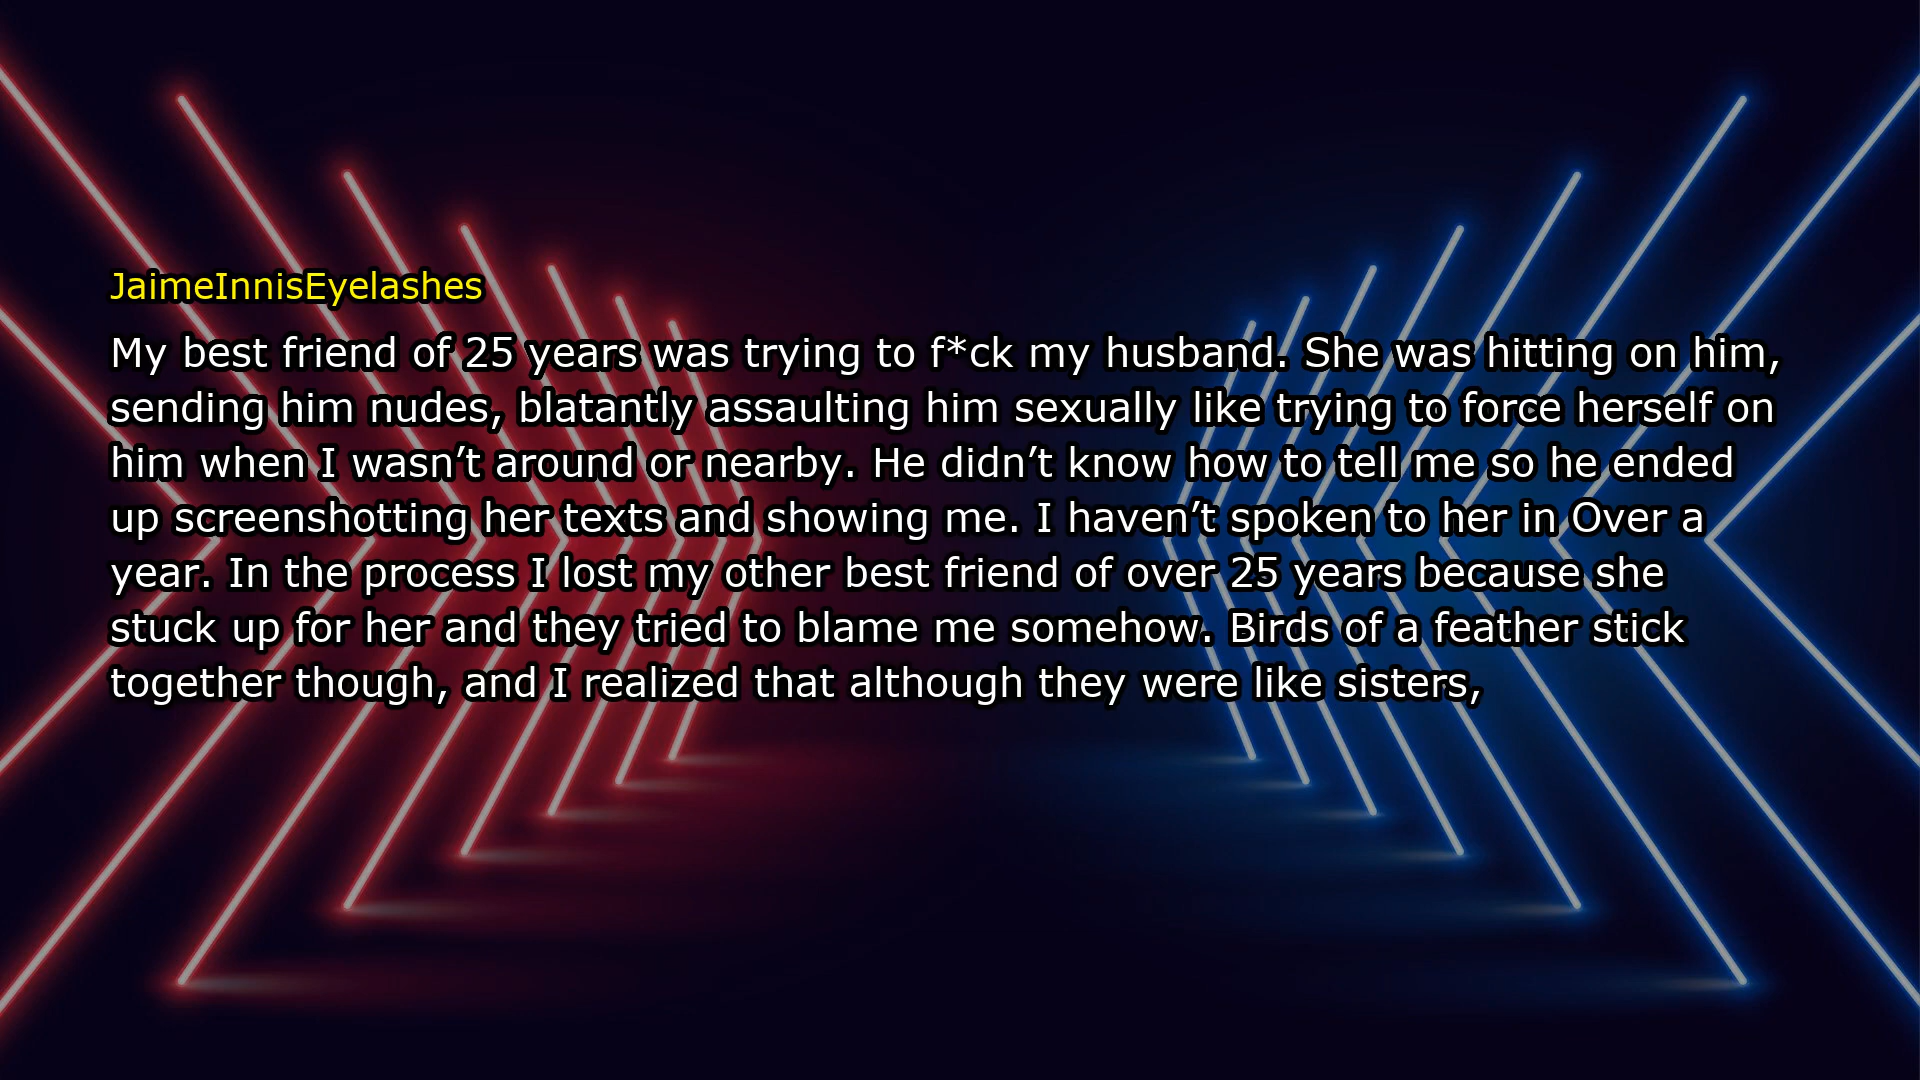 JaimeInnisEyelashes
My best friend of 25 years was trying to f*ck my husband. She was hitting on him,
sending him nudes, blatantly assaulting him sexually like trying to force herself on
him when I wasn’t around or nearby. He didn’t know how to tell me so he ended
up screenshotting her texts and showing me. I haven’t spoken to her in Over a
year. In the process I lost my other best friend of over 25 years because she
stuck up for her and they tried to blame me somehow. Birds of a feather stick
together though, and I realized that although they were like sisters,